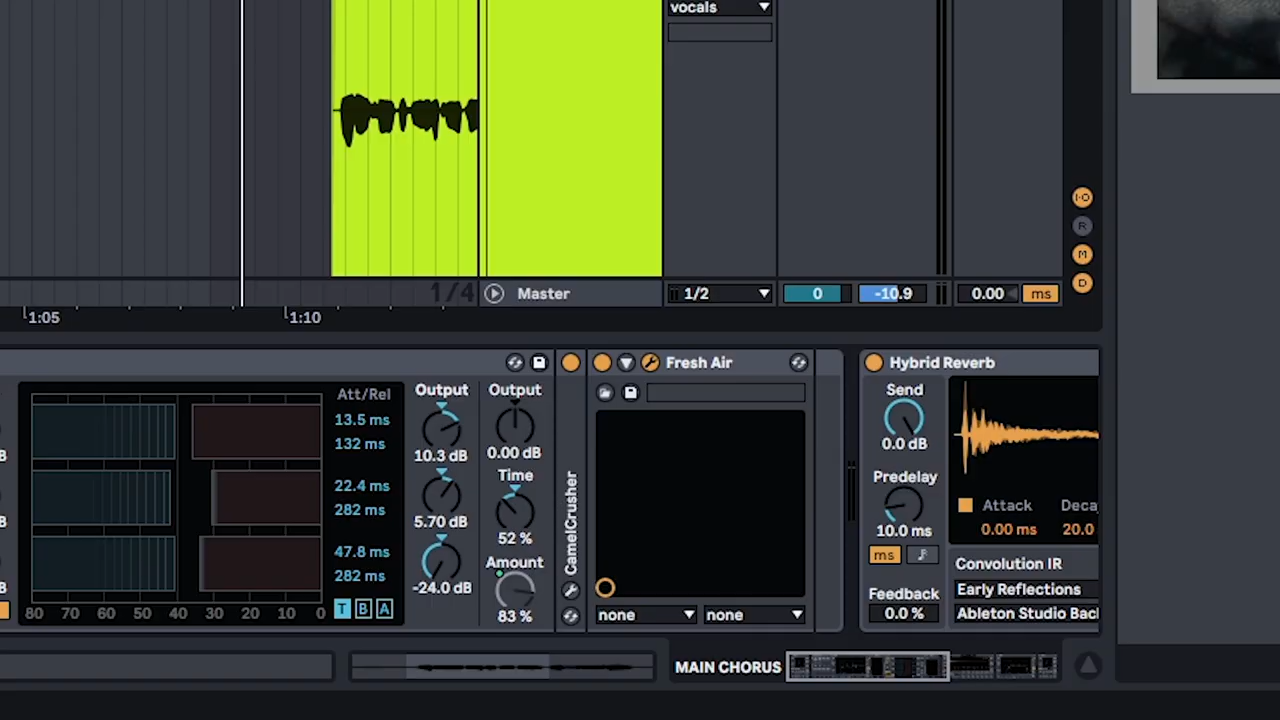 vocals
I·O
R
M
D
1/4
Master
1/2
0
-10.9
0.00
ms
1:05
1:10
Fresh Air
Hybrid Reverb
Att/Rel
13.5 ms
132 ms
22.4 ms
282 ms
47.8 ms
282 ms
T B A
80 70 60 50 40 30 20 10 0
Output
10.3 dB
5.70 dB
-24.0 dB
Output
0.00 dB
Time
52 %
Amount
83 %
CamelCrusher
none
none
Send
0.0 dB
Predelay
10.0 ms
ms
Feedback
0.0 %
Attack
0.00 ms
Deca
20.0
Convolution IR
Early Reflections
Ableton Studio Bac
MAIN CHORUS